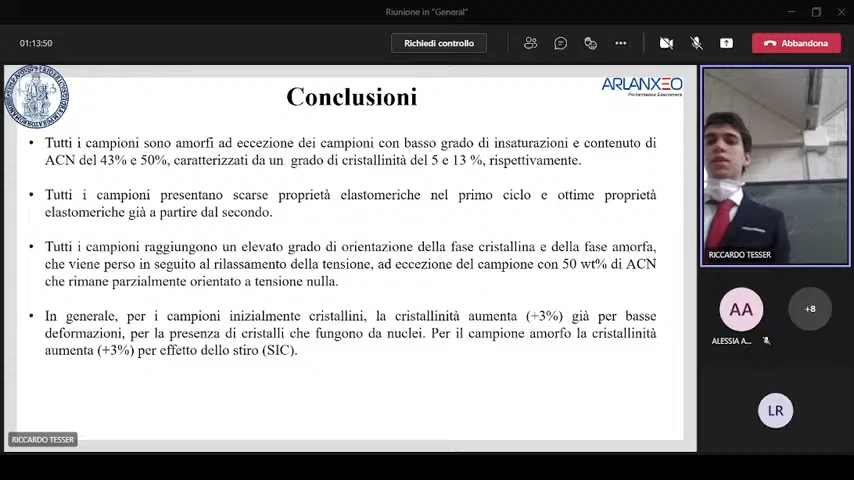 Riunione in "General"
01:13:50
Richiedi controllo
Abbandona
ARLANXEO
Performance Elastomers
Conclusioni
• Tutti i campioni sono amorfi ad eccezione dei campioni con basso grado di insaturazioni e contenuto di
ACN del 43% e 50%, caratterizzati da un grado di cristallinità del 5 e 13 %, rispettivamente.
• Tutti i campioni presentano scarse proprietà elastomeriche nel primo ciclo e ottime proprietà
elastomeriche già a partire dal secondo.
• Tutti i campioni raggiungono un elevato grado di orientazione della fase cristallina e della fase amorfa,
che viene perso in seguito al rilassamento della tensione, ad eccezione del campione con 50 wt% di ACN
che rimane parzialmente orientato a tensione nulla.
• In generale, per i campioni inizialmente cristallini, la cristallinità aumenta (+3%) già per basse
deformazioni, per la presenza di cristalli che fungono da nuclei. Per il campione amorfo la cristallinità
aumenta (+3%) per effetto dello stiro (SIC).
RICCARDO TESSER
RICCARDO TESSER
AA
+8
ALESSIA A...
LR